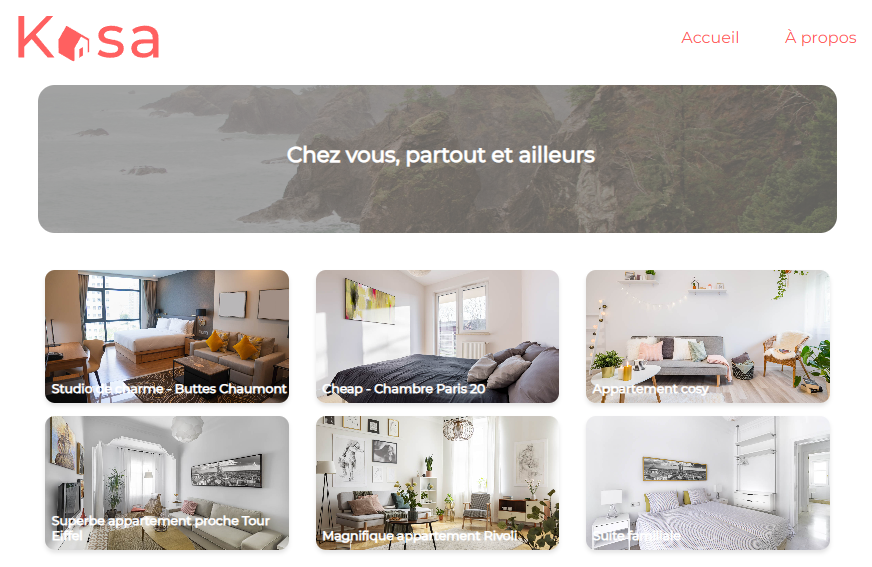 Kasa
Accueil
À propos
Chez vous, partout et ailleurs
Studio de charme - Buttes Chaumont
Cheap - Chambre Paris 20
Appartement cosy
Superbe appartement proche Tour
Eiffel
Magnifique appartement Rivoli
Suite familiale